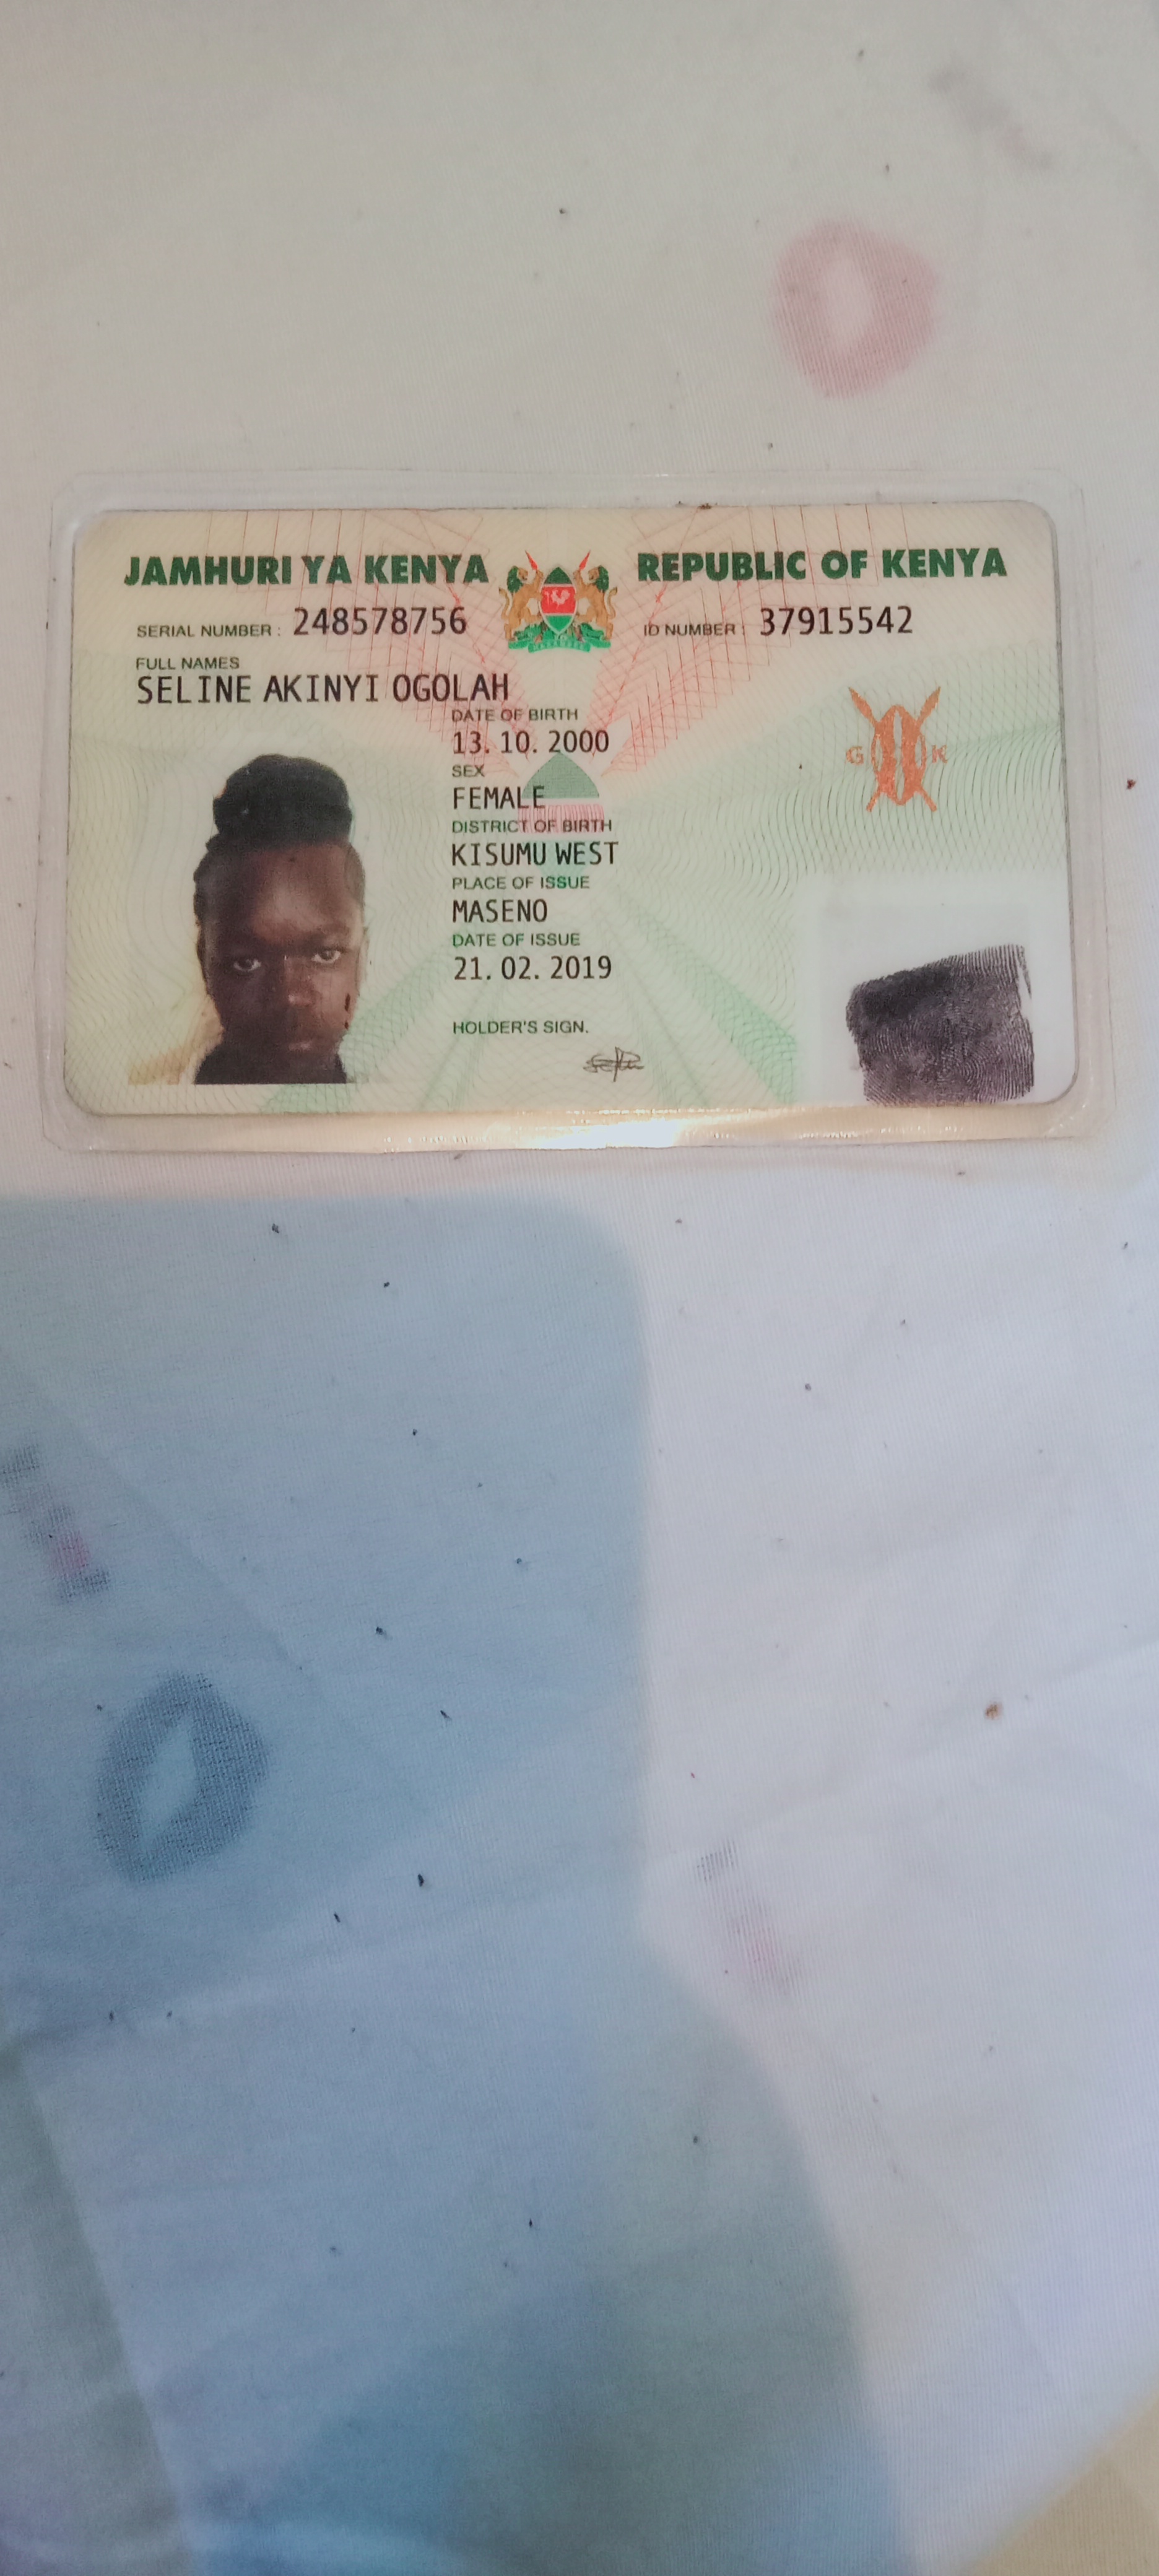 JAMHURI YA KENYA REPUBLIC OF KENYA
SERIAL NUMBER : 248578756 ID NUMBER : 37915542
FULL NAMES
SELINE AKINYI OGOLAH
DATE OF BIRTH
13. 10. 2000
SEX
FEMALE
DISTRICT OF BIRTH
KISUMU WEST
PLACE OF ISSUE
MASENO
DATE OF ISSUE
21. 02. 2019
HOLDER'S SIGN.
G K